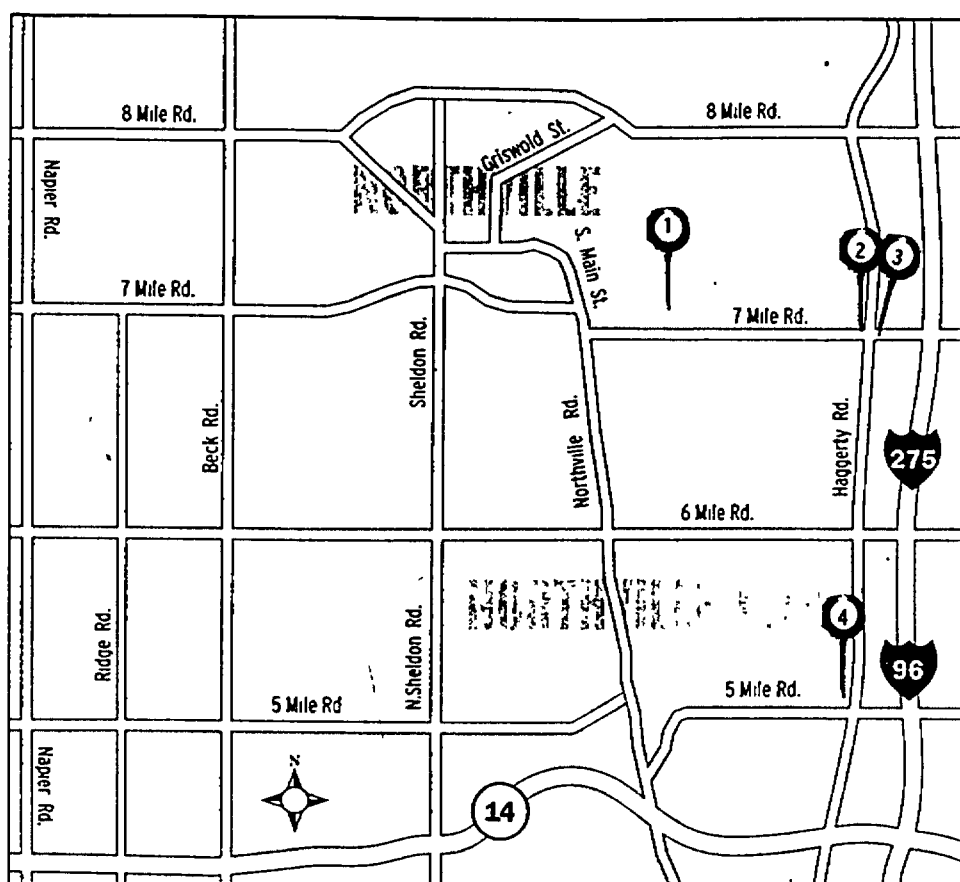 8 Mile Rd.
8 Mile Rd.
Griswold St.
Napier Rd.
S. Main St.
1
2
3
7 Mile Rd.
7 Mile Rd.
Sheldon Rd.
Beck Rd.
Northville Rd.
Haggerty Rd.
275
6 Mile Rd.
Ridge Rd.
N.Sheldon Rd.
4
96
5 Mile Rd
5 Mile Rd.
Napier Rd.
N
14